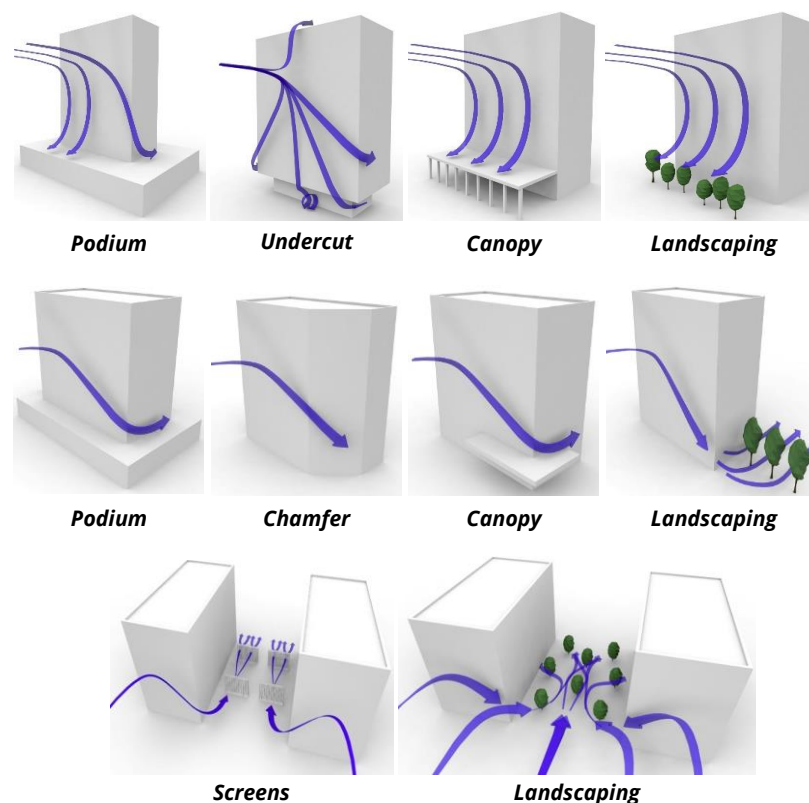 Podium
Undercut
Canopy
Landscaping
Podium
Chamfer
Canopy
Landscaping
Screens
Landscaping